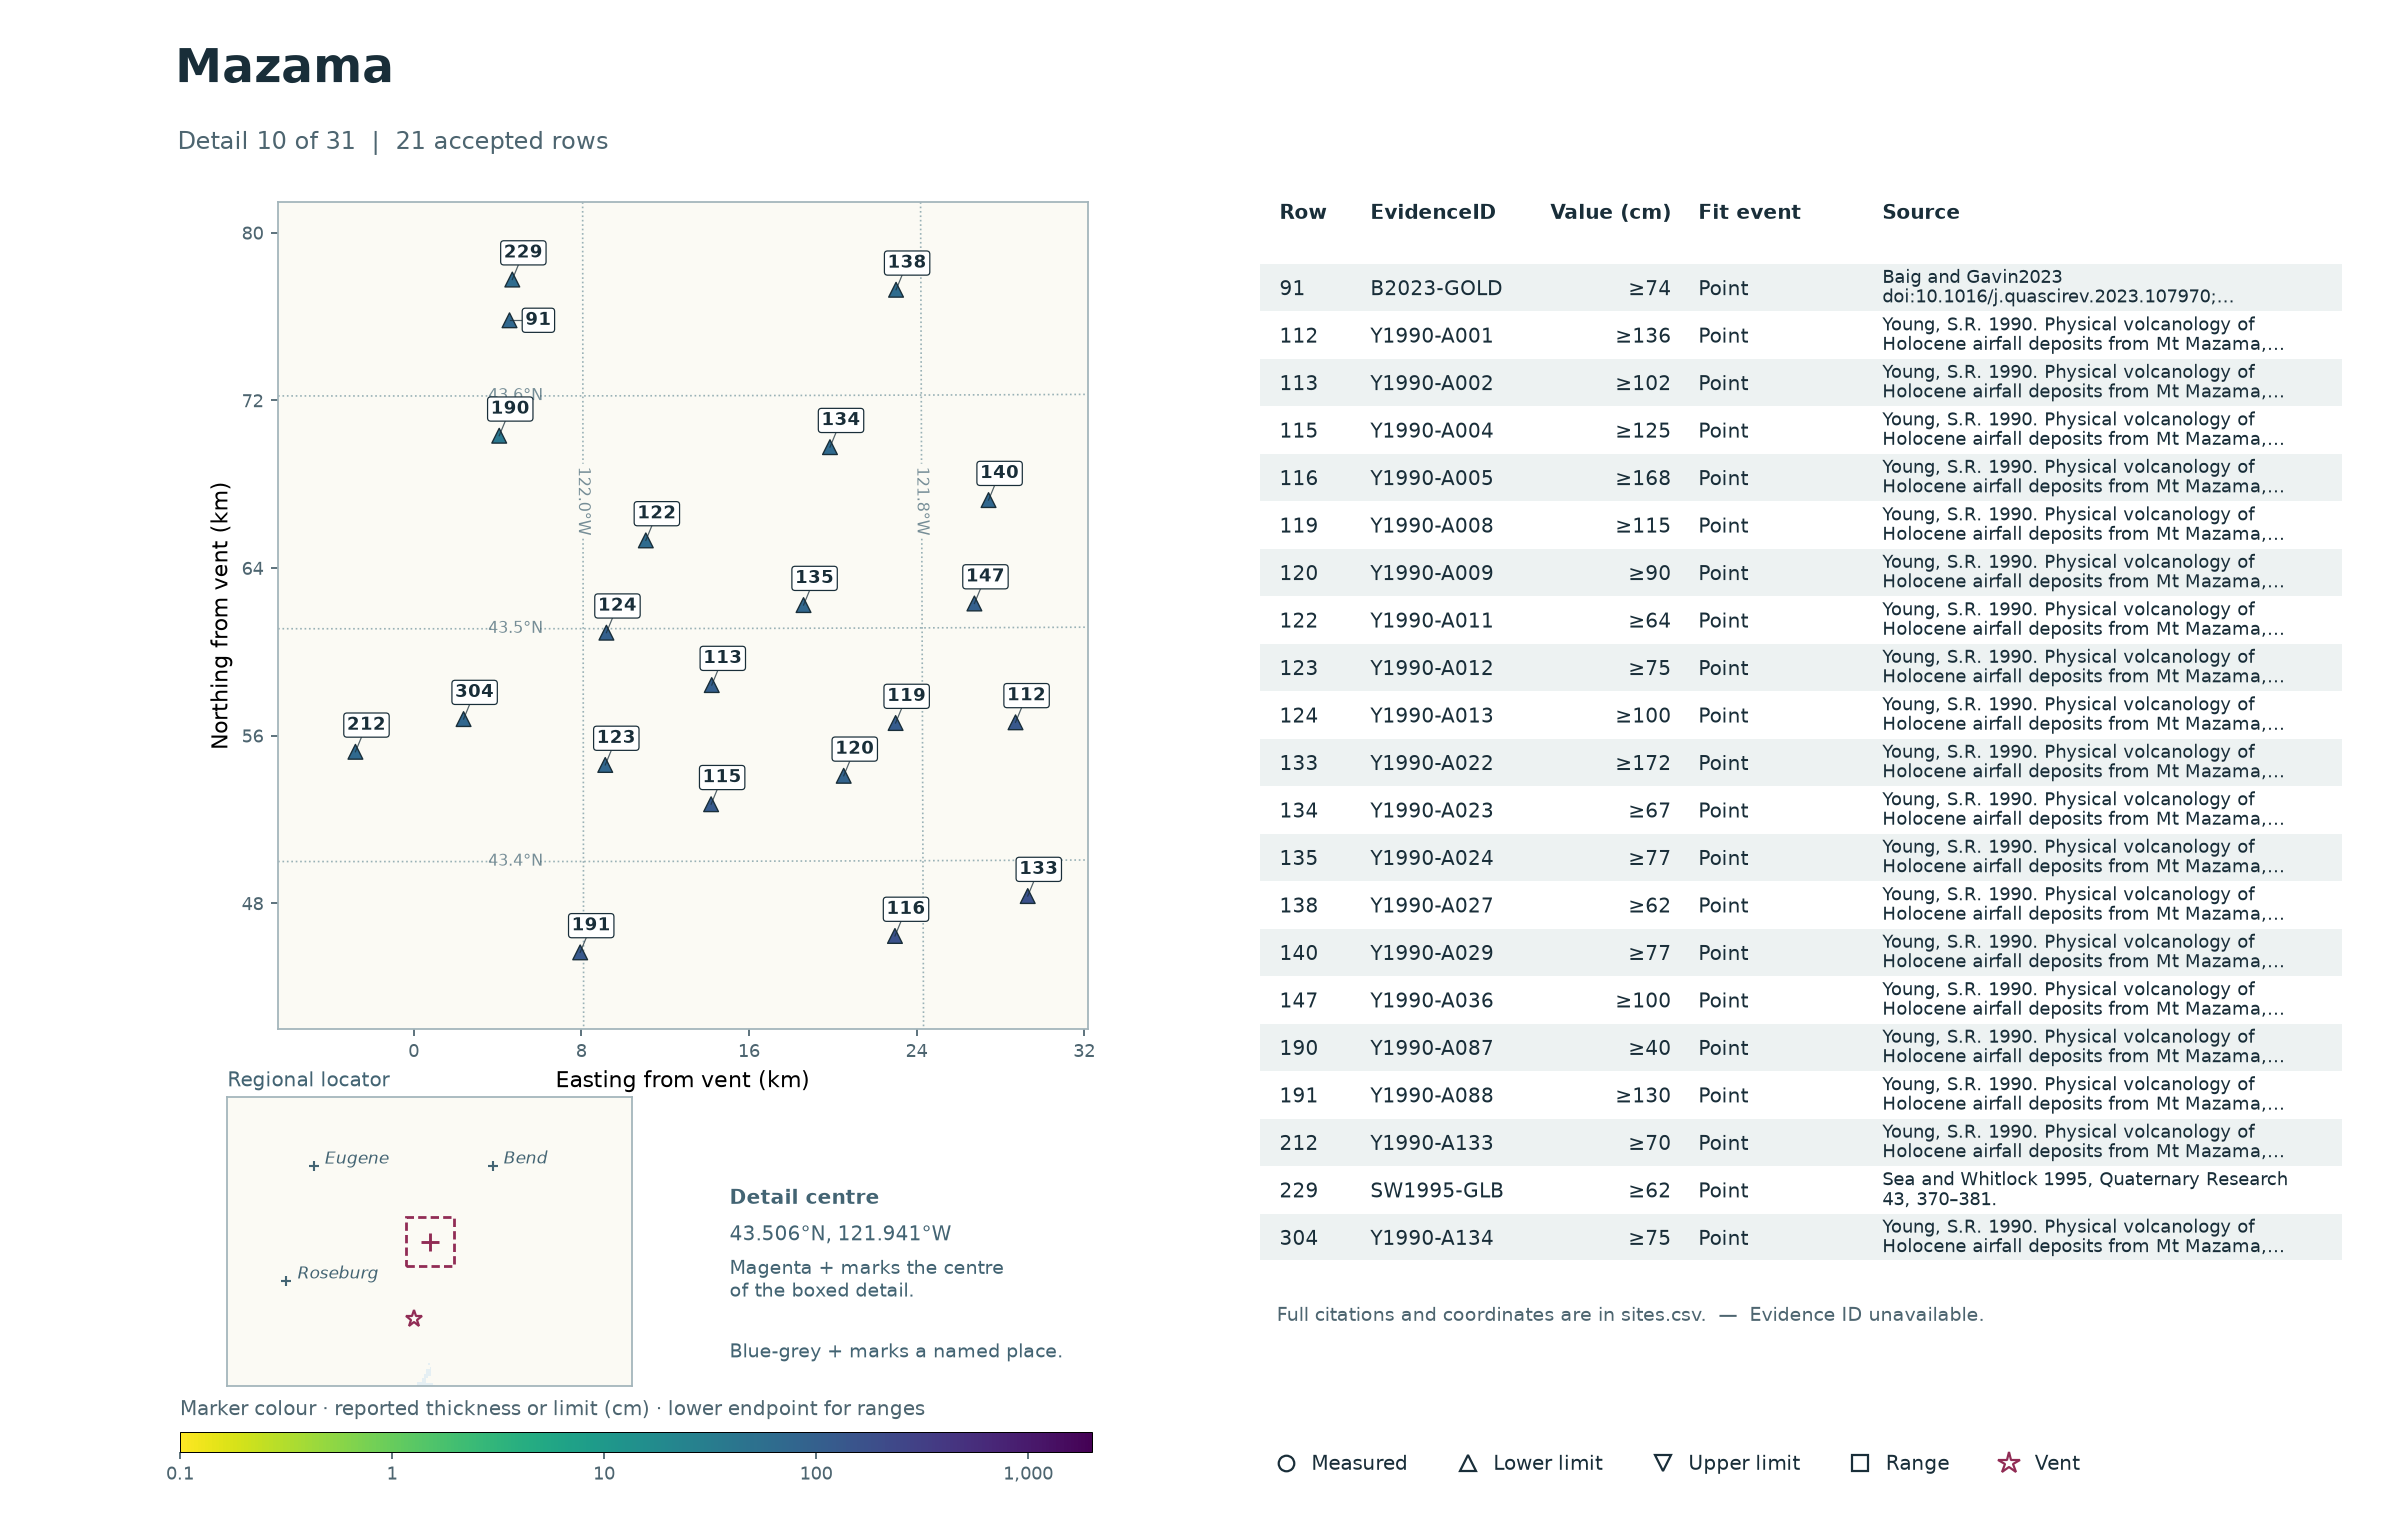 Mazama
Detail 10 of 31 | 21 accepted rows
80
72
64
56
48
0
8
16
24
32
Northing from vent (km)
Easting from vent (km)
43.6°N
43.5°N
43.4°N
122.0°W
121.8°W
229
138
91
190
134
140
122
135
147
124
113
304
119
112
212
123
120
115
133
116
191
Regional locator
Eugene
Bend
Roseburg
Detail centre
43.506°N, 121.941°W
Magenta + marks the centre
of the boxed detail.
Blue-grey + marks a named place.
Marker colour · reported thickness or limit (cm) · lower endpoint for ranges
0.1
1
10
100
1,000
Row EvidenceID Value (cm) Fit event Source
91 B2023-GOLD ≥74 Point Baig and Gavin2023
doi:10.1016/j.quascirev.2023.107970;…
112 Y1990-A001 ≥136 Point Young, S.R. 1990. Physical volcanology of
Holocene airfall deposits from Mt Mazama,…
113 Y1990-A002 ≥102 Point Young, S.R. 1990. Physical volcanology of
Holocene airfall deposits from Mt Mazama,…
115 Y1990-A004 ≥125 Point Young, S.R. 1990. Physical volcanology of
Holocene airfall deposits from Mt Mazama,…
116 Y1990-A005 ≥168 Point Young, S.R. 1990. Physical volcanology of
Holocene airfall deposits from Mt Mazama,…
119 Y1990-A008 ≥115 Point Young, S.R. 1990. Physical volcanology of
Holocene airfall deposits from Mt Mazama,…
120 Y1990-A009 ≥90 Point Young, S.R. 1990. Physical volcanology of
Holocene airfall deposits from Mt Mazama,…
122 Y1990-A011 ≥64 Point Young, S.R. 1990. Physical volcanology of
Holocene airfall deposits from Mt Mazama,…
123 Y1990-A012 ≥75 Point Young, S.R. 1990. Physical volcanology of
Holocene airfall deposits from Mt Mazama,…
124 Y1990-A013 ≥100 Point Young, S.R. 1990. Physical volcanology of
Holocene airfall deposits from Mt Mazama,…
133 Y1990-A022 ≥172 Point Young, S.R. 1990. Physical volcanology of
Holocene airfall deposits from Mt Mazama,…
134 Y1990-A023 ≥67 Point Young, S.R. 1990. Physical volcanology of
Holocene airfall deposits from Mt Mazama,…
135 Y1990-A024 ≥77 Point Young, S.R. 1990. Physical volcanology of
Holocene airfall deposits from Mt Mazama,…
138 Y1990-A027 ≥62 Point Young, S.R. 1990. Physical volcanology of
Holocene airfall deposits from Mt Mazama,…
140 Y1990-A029 ≥77 Point Young, S.R. 1990. Physical volcanology of
Holocene airfall deposits from Mt Mazama,…
147 Y1990-A036 ≥100 Point Young, S.R. 1990. Physical volcanology of
Holocene airfall deposits from Mt Mazama,…
190 Y1990-A087 ≥40 Point Young, S.R. 1990. Physical volcanology of
Holocene airfall deposits from Mt Mazama,…
191 Y1990-A088 ≥130 Point Young, S.R. 1990. Physical volcanology of
Holocene airfall deposits from Mt Mazama,…
212 Y1990-A133 ≥70 Point Young, S.R. 1990. Physical volcanology of
Holocene airfall deposits from Mt Mazama,…
229 SW1995-GLB ≥62 Point Sea and Whitlock 1995, Quaternary Research
43, 370–381.
304 Y1990-A134 ≥75 Point Young, S.R. 1990. Physical volcanology of
Holocene airfall deposits from Mt Mazama,…
Full citations and coordinates are in sites.csv. — Evidence ID unavailable.
Measured
Lower limit
Upper limit
Range
Vent